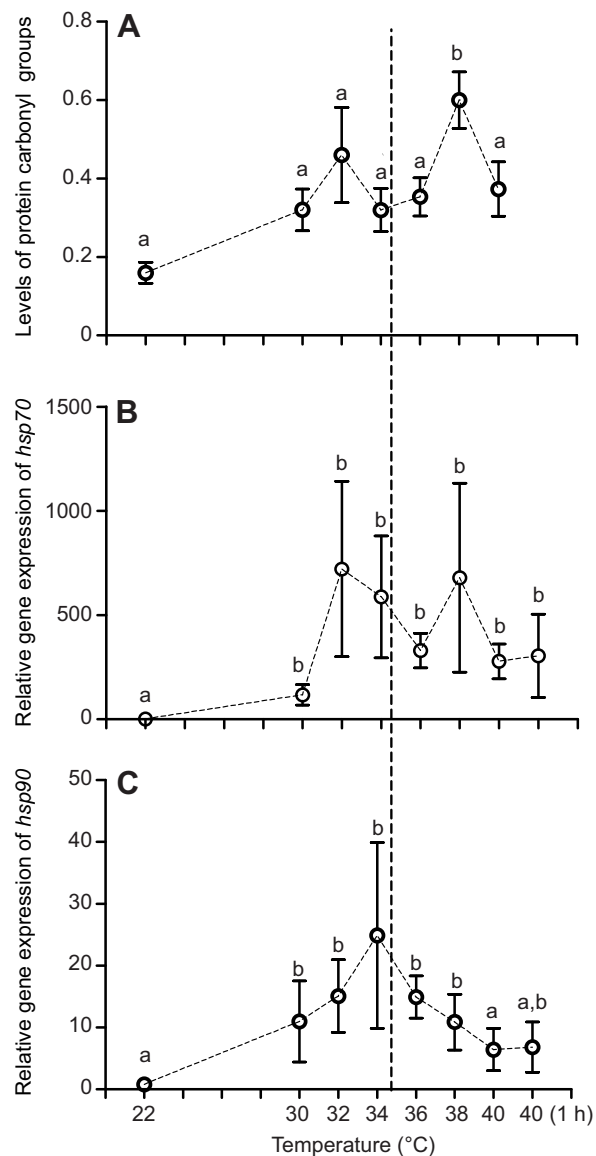 A
Levels of protein carbonyl groups
0.8
0.6
0.4
0.2
0
a
a
a
a
a
b
a
B
Relative gene expression of hsp70
1500
1000
500
0
a
b
b
b
b
b
b
b
C
Relative gene expression of hsp90
50
40
30
20
10
0
a
b
b
b
b
b
a
a,b
22 30 32 34 36 38 40 40 (1 h)
Temperature (°C)